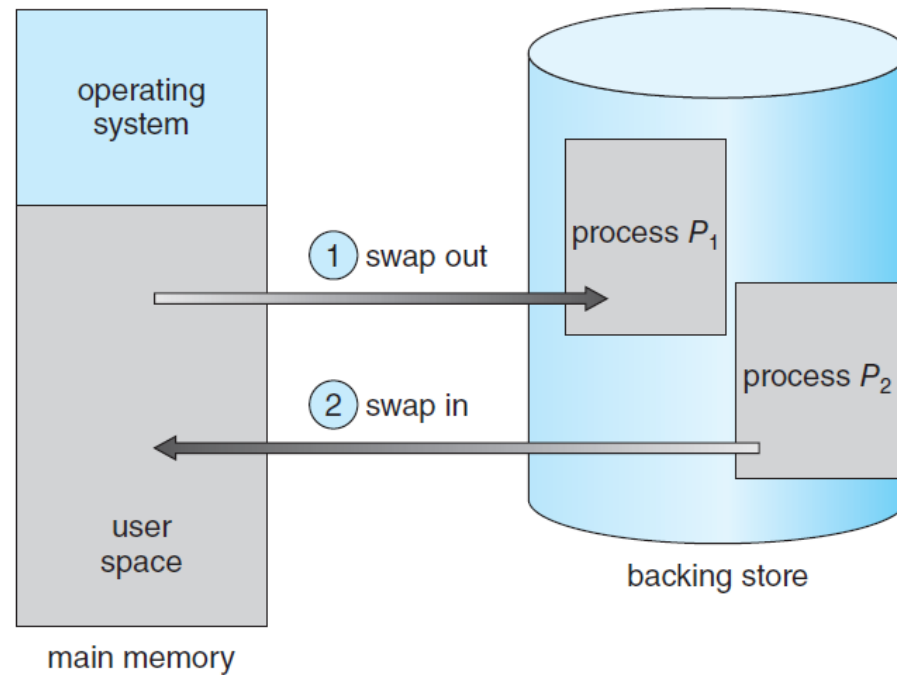 operating
system
process P₁
1 swap out
process P₂
2 swap in
user
space
backing store
main memory